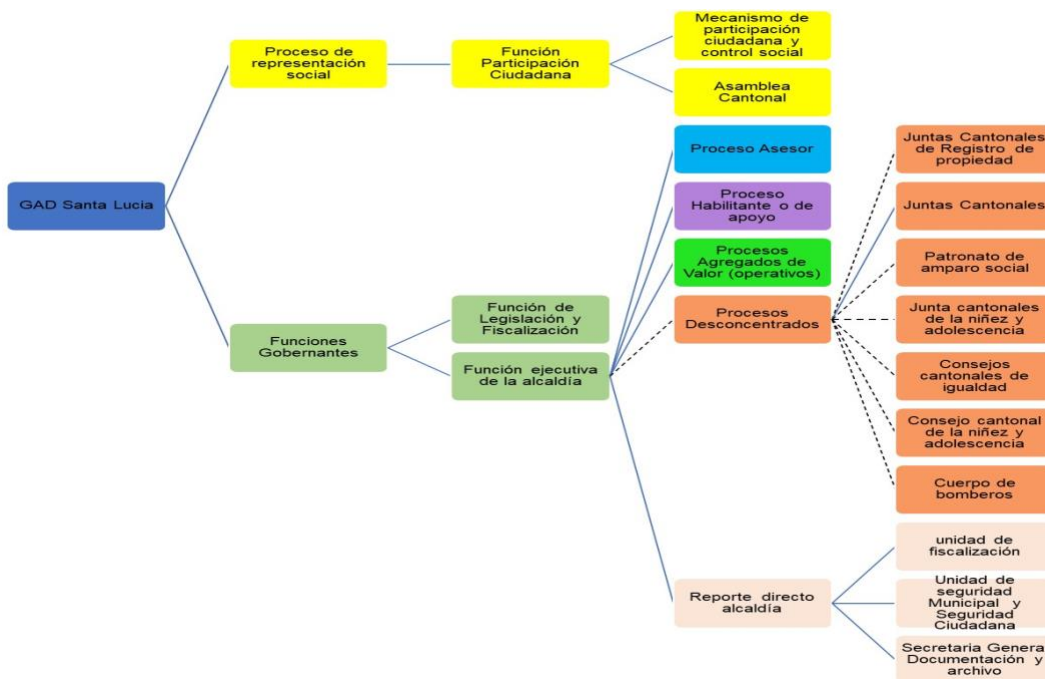 GAD Santa Lucia
Proceso de
representación
social
Función
Participación
Ciudadana
Mecanismo de
participación
ciudadana y
control social
Asamblea
Cantonal
Funciones
Gobernantes
Función de
Legislación y
Fiscalización
Función ejecutiva
de la alcaldía
Proceso Asesor
Proceso
Habilitante o de
apoyo
Procesos
Agregados de
Valor (operativos)
Procesos
Desconcentrados
Juntas Cantonales
de Registro de
propiedad
Juntas Cantonales
Patronato de
amparo social
Junta cantonales
de la niñez y
adolescencia
Consejos
cantonales de
igualdad
Consejo cantonal
de la niñez y
adolescencia
Cuerpo de
bomberos
Reporte directo
alcaldía
unidad de
fiscalización
Unidad de
seguridad
Municipal y
Seguridad
Ciudadana
Secretaria General
Documentación y
archivo